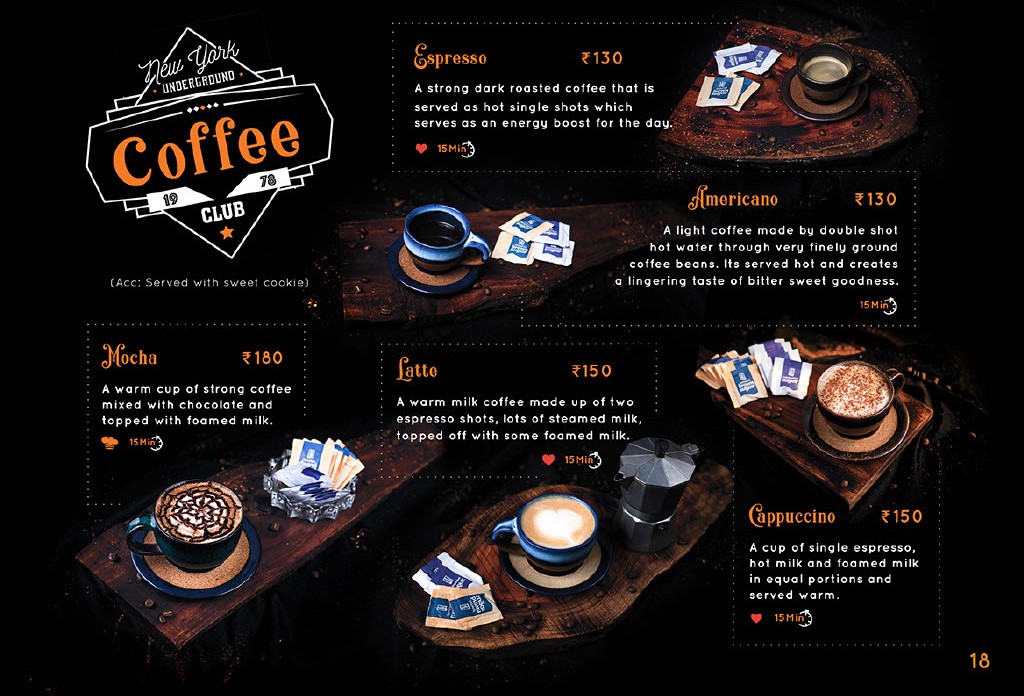 New York
UNDERGROUND
Coffee
19 78
CLUB
(Acc: Served with sweet cookie)
Espresso ₹130
A strong dark roasted coffee that is
served as hot single shots which
serves as an energy boost for the day.
15Min
Americano ₹130
A light coffee made by double shot
hot water through very finely ground
coffee beans. Its served hot and creates
a lingering taste of bitter sweet goodness.
15Min
Mocha ₹180
A warm cup of strong coffee
mixed with chocolate and
topped with foamed milk.
15Min
Latte ₹150
A warm milk coffee made up of two
espresso shots, lots of steamed milk,
topped off with some foamed milk.
15Min
Cappuccino ₹150
A cup of single espresso,
hot milk and foamed milk
in equal portions and
served warm.
15Min
18